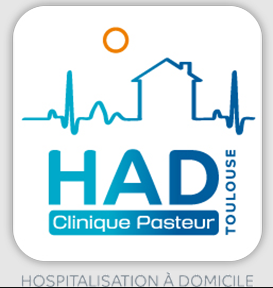 HAD
Clinique Pasteur
TOULOUSE
HOSPITALISATION À DOMICILE